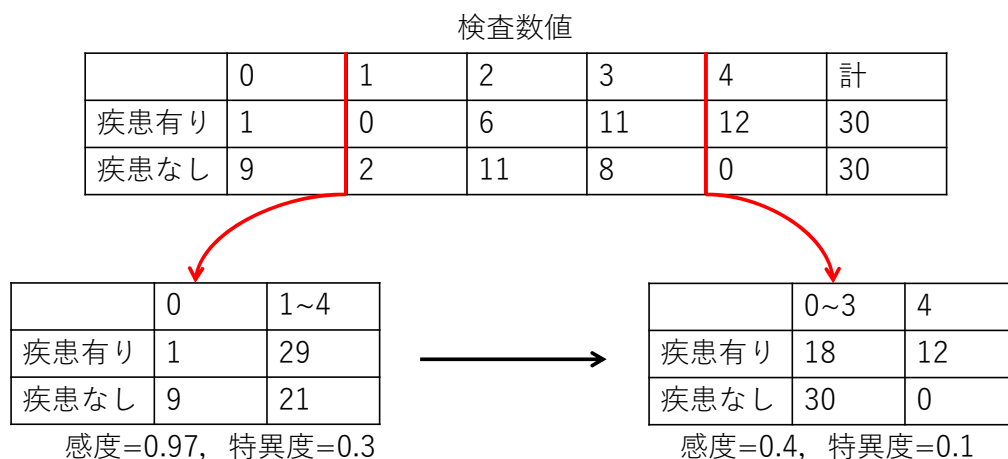 検査数値
0 1 2 3 4 計
疾患有り 1 0 6 11 12 30
疾患なし 9 2 11 8 0 30
0 1~4
疾患有り 1 29
疾患なし 9 21
感度=0.97, 特異度=0.3
0~3 4
疾患有り 18 12
疾患なし 30 0
感度=0.4, 特異度=0.1